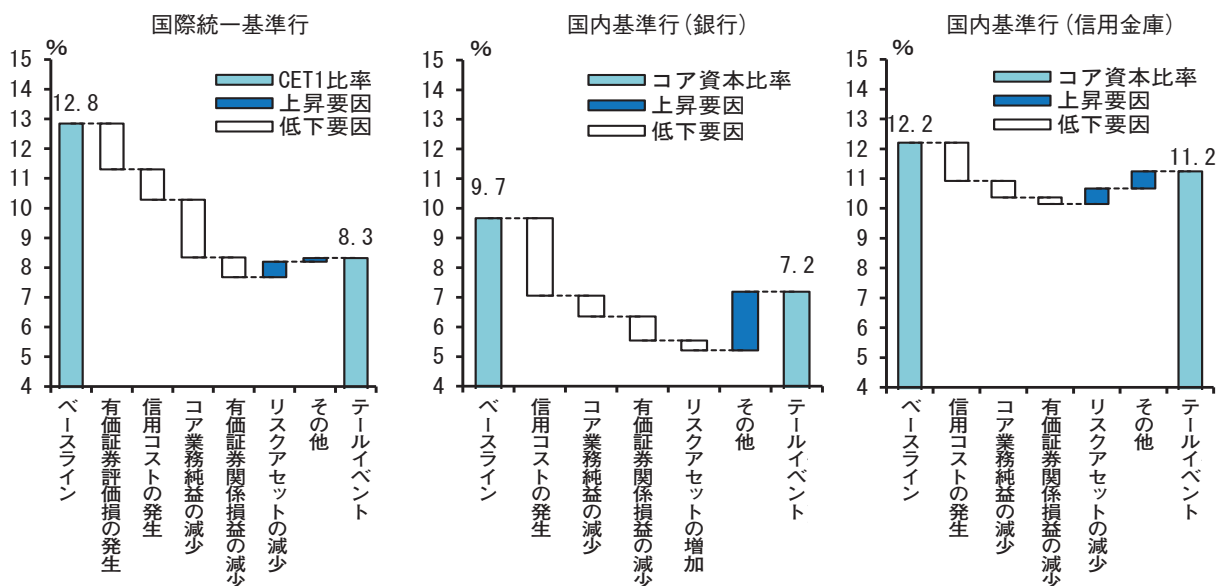 国際統一基準行
%
15
14
13
12
11
10
9
8
7
6
5
4
CET1比率
上昇要因
低下要因
12.8
8.3
ベースライン
有価証券評価損の発生
信用コストの発生
コア業務純益の減少
有価証券関係損益の減少
リスクアセットの減少
その他
テールイベント
国内基準行(銀行)
%
15
14
13
12
11
10
9
8
7
6
5
4
コア資本比率
上昇要因
低下要因
9.7
7.2
ベースライン
信用コストの発生
コア業務純益の減少
有価証券関係損益の減少
リスクアセットの増加
その他
テールイベント
国内基準行(信用金庫)
%
15
14
13
12
11
10
9
8
7
6
5
4
コア資本比率
上昇要因
低下要因
12.2
11.2
ベースライン
信用コストの発生
コア業務純益の減少
有価証券関係損益の減少
リスクアセットの減少
その他
テールイベント